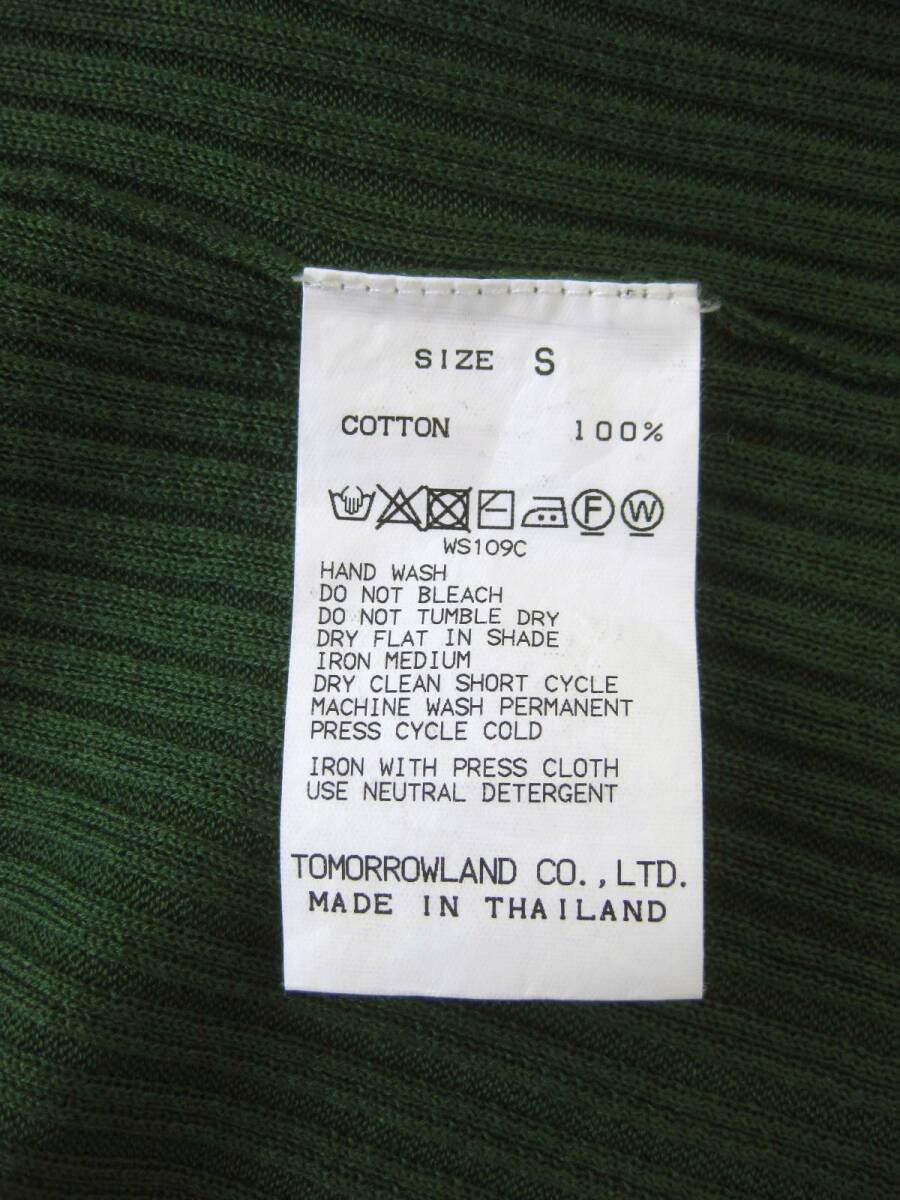 SIZE S
COTTON 100%
F W
WS109C
HAND WASH
DO NOT BLEACH
DO NOT TUMBLE DRY
DRY FLAT IN SHADE
IRON MEDIUM
DRY CLEAN SHORT CYCLE
MACHINE WASH PERMANENT
PRESS CYCLE COLD
IRON WITH PRESS CLOTH
USE NEUTRAL DETERGENT
TOMORROWLAND CO.,LTD.
MADE IN THAILAND